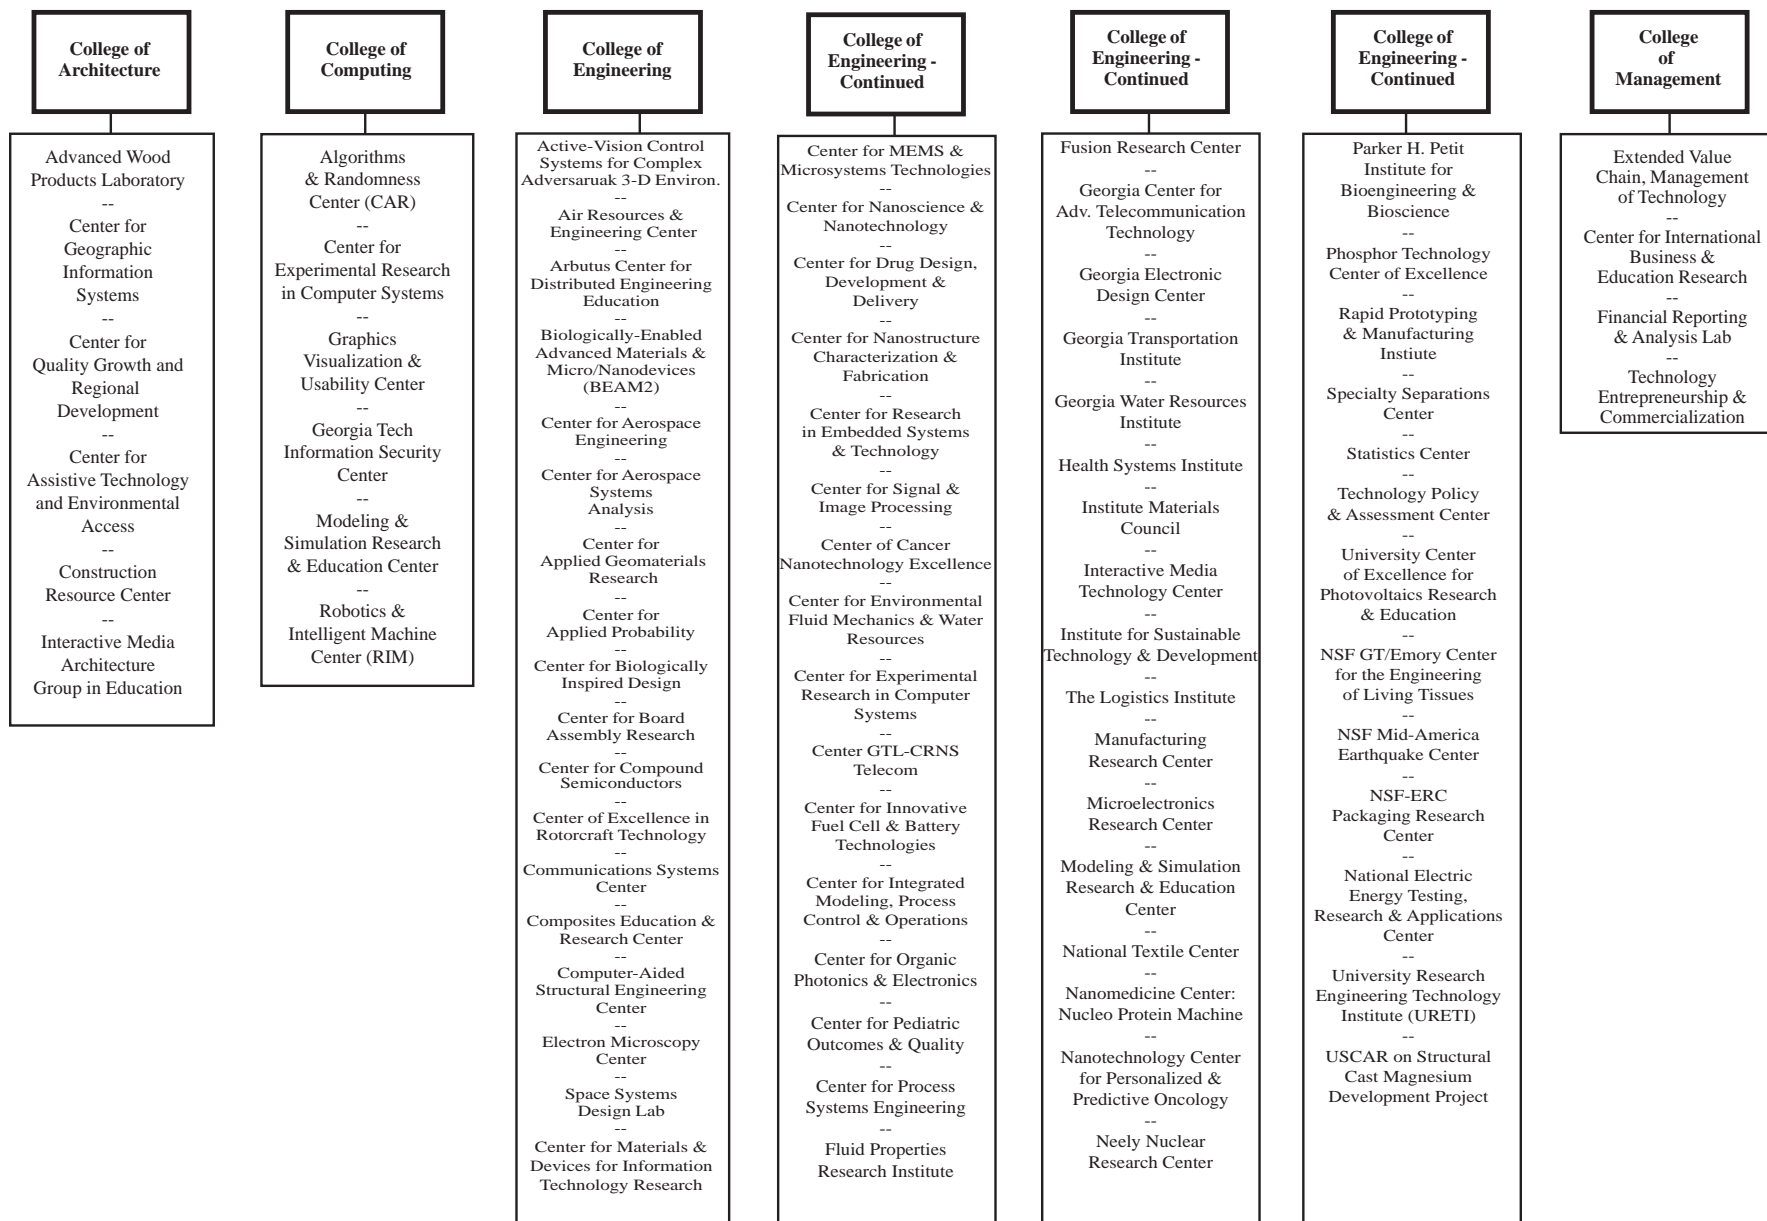 College of
Architecture
Advanced Wood
Products Laboratory
--
Center for
Geographic
Information
Systems
--
Center for
Quality Growth and
Regional
Development
--
Center for
Assistive Technology
and Environmental
Access
--
Construction
Resource Center
--
Interactive Media
Architecture
Group in Education
College of
Computing
Algorithms
& Randomness
Center (CAR)
--
Center for
Experimental Research
in Computer Systems
--
Graphics
Visualization &
Usability Center
--
Georgia Tech
Information Security
Center
--
Modeling &
Simulation Research
& Education Center
--
Robotics &
Intelligent Machine
Center (RIM)
College of
Engineering
Active-Vision Control
Systems for Complex
Adversaruak 3-D Environ.
--
Air Resources &
Engineering Center
--
Arbutus Center for
Distributed Engineering
Education
--
Biologically-Enabled
Advanced Materials &
Micro/Nanodevices
(BEAM2)
--
Center for Aerospace
Engineering
--
Center for Aerospace
Systems
Analysis
--
Center for
Applied Geomaterials
Research
--
Center for
Applied Probability
--
Center for Biologically
Inspired Design
--
Center for Board
Assembly Research
--
Center for Compound
Semiconductors
--
Center of Excellence in
Rotorcraft Technology
--
Communications Systems
Center
--
Composites Education &
Research Center
--
Computer-Aided
Structural Engineering
Center
--
Electron Microscopy
Center
--
Space Systems
Design Lab
--
Center for Materials &
Devices for Information
Technology Research
College of
Engineering -
Continued
Center for MEMS &
Microsystems Technologies
--
Center for Nanoscience &
Nanotechnology
--
Center for Drug Design,
Development &
Delivery
--
Center for Nanostructure
Characterization &
Fabrication
--
Center for Research
in Embedded Systems
& Technology
--
Center for Signal &
Image Processing
--
Center of Cancer
Nanotechnology Excellence
--
Center for Environmental
Fluid Mechanics & Water
Resources
--
Center for Experimental
Research in Computer
Systems
--
Center GTL-CRNS
Telecom
--
Center for Innovative
Fuel Cell & Battery
Technologies
--
Center for Integrated
Modeling, Process
Control & Operations
--
Center for Organic
Photonics & Electronics
--
Center for Pediatric
Outcomes & Quality
--
Center for Process
Systems Engineering
--
Fluid Properties
Research Institute
College of
Engineering -
Continued
Fusion Research Center
--
Georgia Center for
Adv. Telecommunication
Technology
--
Georgia Electronic
Design Center
--
Georgia Transportation
Institute
--
Georgia Water Resources
Institute
--
Health Systems Institute
--
Institute Materials
Council
--
Interactive Media
Technology Center
--
Institute for Sustainable
Technology & Development
--
The Logistics Institute
--
Manufacturing
Research Center
--
Microelectronics
Research Center
--
Modeling & Simulation
Research & Education
Center
--
National Textile Center
--
Nanomedicine Center:
Nucleo Protein Machine
--
Nanotechnology Center
for Personalized &
Predictive Oncology
--
Neely Nuclear
Research Center
College of
Engineering -
Continued
Parker H. Petit
Institute for
Bioengineering &
Bioscience
--
Phosphor Technology
Center of Excellence
--
Rapid Prototyping
& Manufacturing
Instiute
--
Specialty Separations
Center
--
Statistics Center
--
Technology Policy
& Assessment Center
--
University Center
of Excellence for
Photovoltaics Research
& Education
--
NSF GT/Emory Center
for the Engineering
of Living Tissues
--
NSF Mid-America
Earthquake Center
--
NSF-ERC
Packaging Research
Center
--
National Electric
Energy Testing,
Research & Applications
Center
--
University Research
Engineering Technology
Institute (URETI)
--
USCAR on Structural
Cast Magnesium
Development Project
College
of
Management
Extended Value
Chain, Management
of Technology
--
Center for International
Business &
Education Research
--
Financial Reporting
& Analysis Lab
--
Technology
Entrepreneurship &
Commercialization